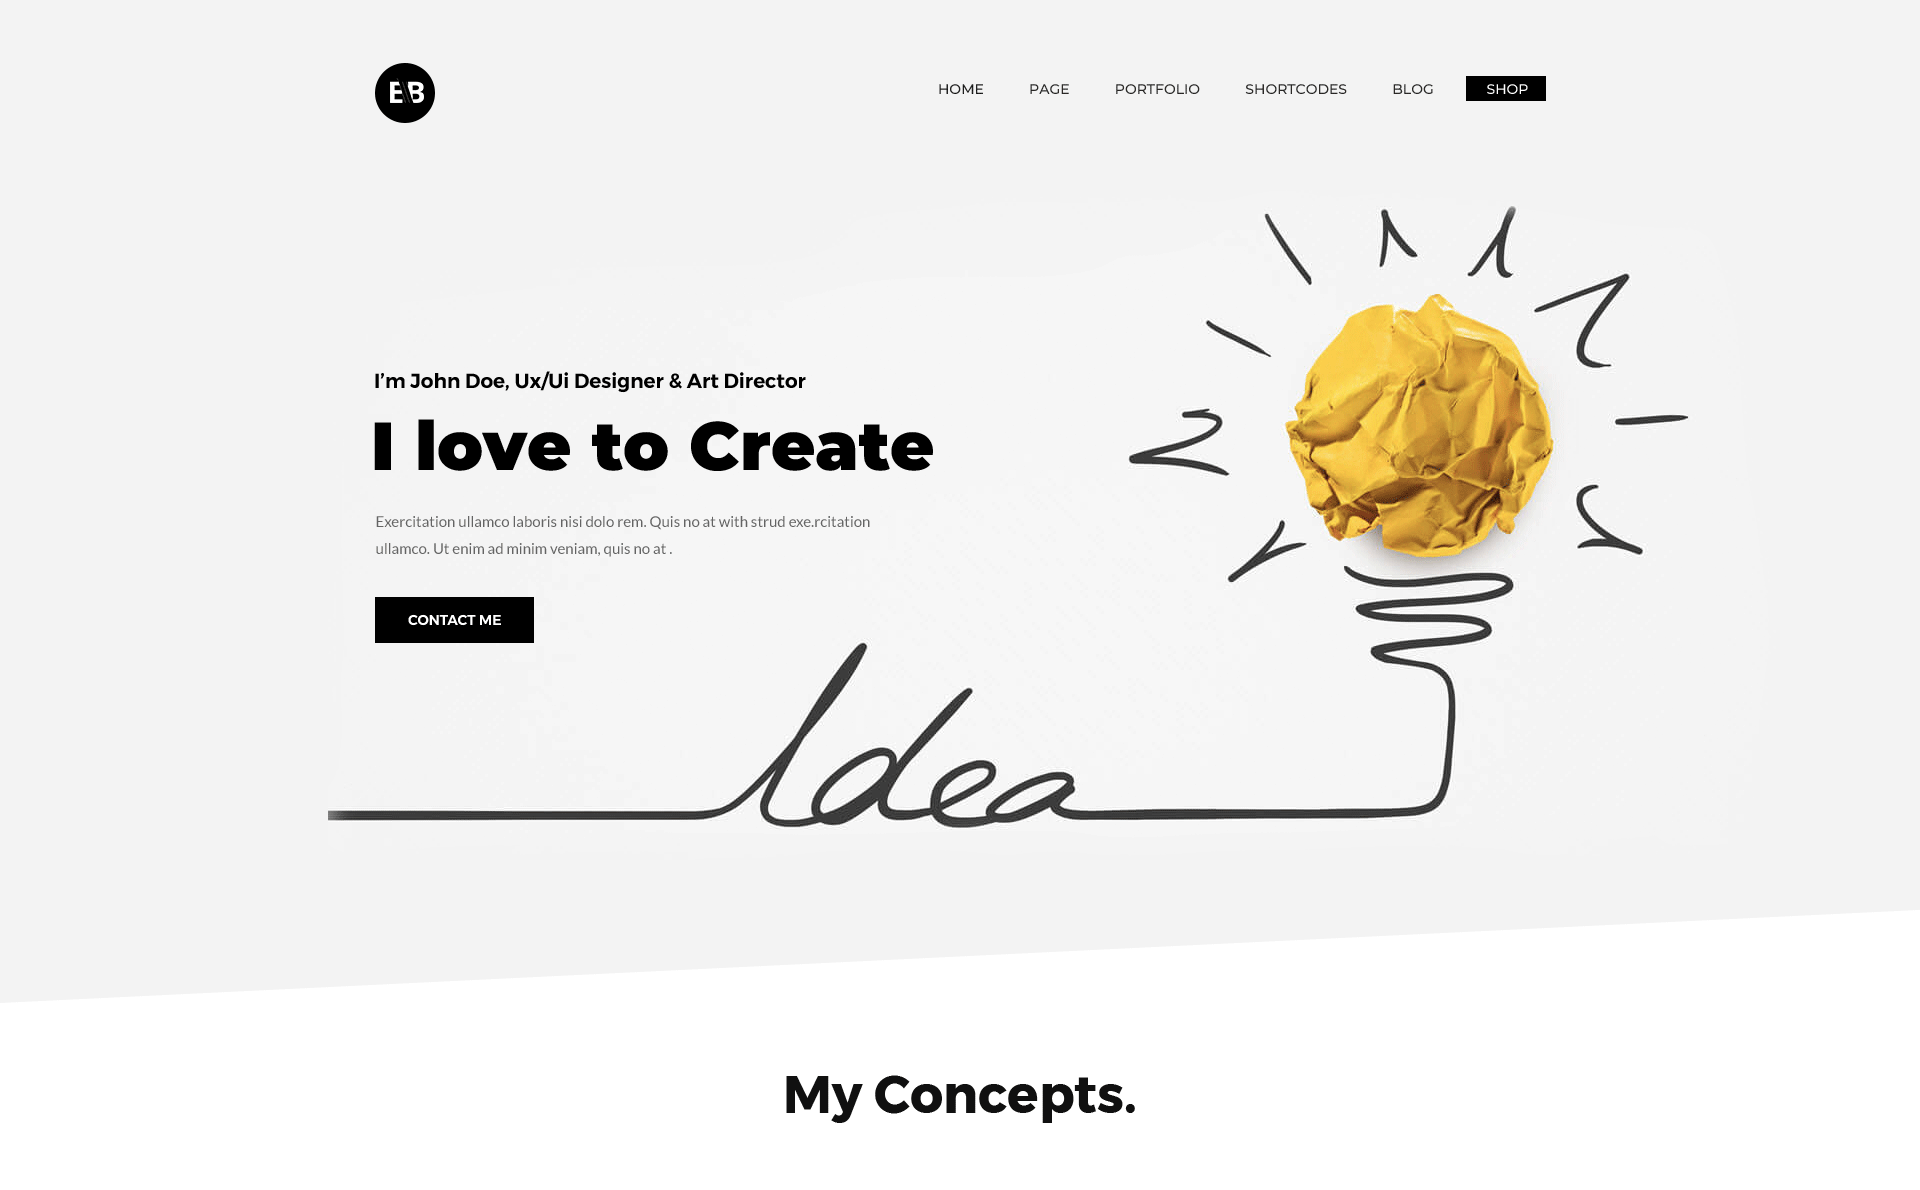 EB
HOME PAGE PORTFOLIO SHORTCODES BLOG SHOP
I’m John Doe, Ux/Ui Designer & Art Director
I love to Create
Exercitation ullamco laboris nisi dolo rem. Quis no at with strud exe.rcitation
ullamco. Ut enim ad minim veniam, quis no at .
CONTACT ME
Idea
My Concepts.